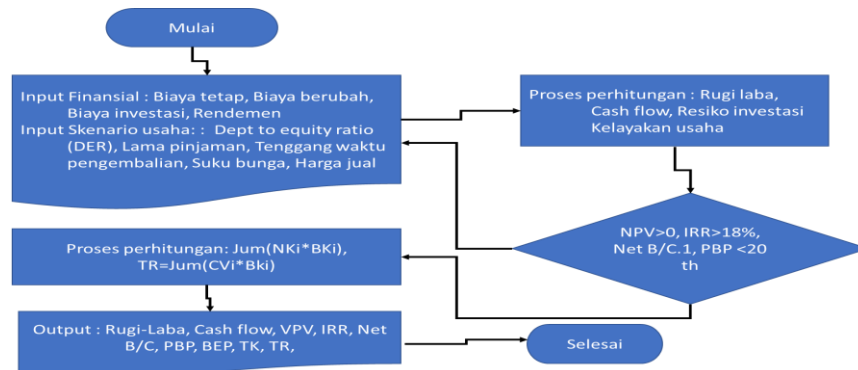 Mulai
Input Finansial : Biaya tetap, Biaya berubah,
Biaya investasi, Rendemen
Input Skenario usaha: : Dept to equity ratio
(DER), Lama pinjaman, Tenggang waktu
pengembalian, Suku bunga, Harga jual
Proses perhitungan : Rugi laba,
Cash flow, Resiko investasi
Kelayakan usaha
NPV>0, IRR>18%,
Net B/C.1, PBP <20
th
Proses perhitungan: Jum(NKi*BKi),
TR=Jum(CVi*Bki)
Output : Rugi-Laba, Cash flow, VPV, IRR, Net
B/C, PBP, BEP, TK, TR,
Selesai